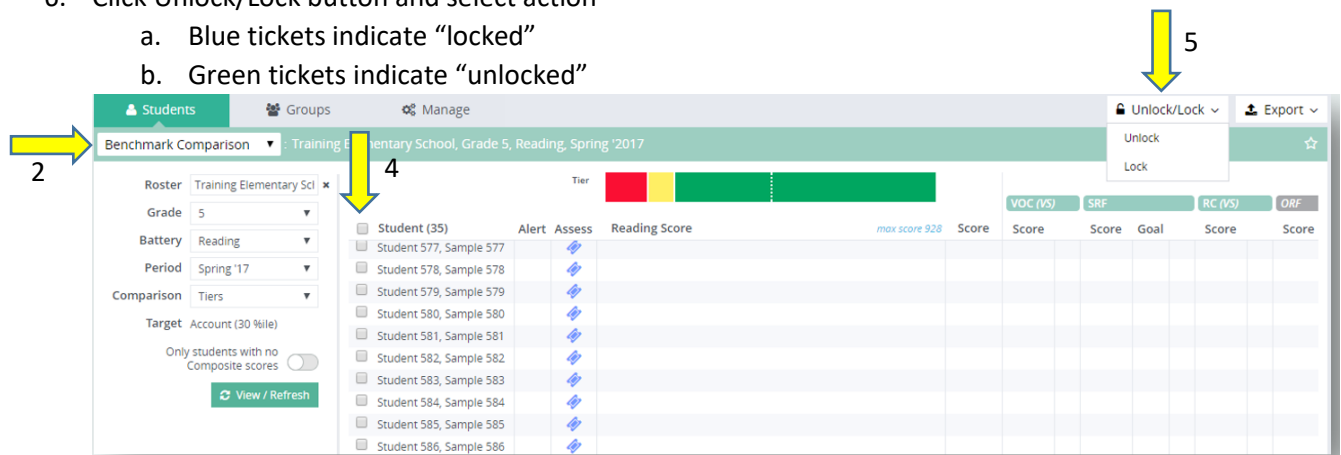 6. Click Unlock/Lock button and select action
a. Blue tickets indicate “locked”
b. Green tickets indicate “unlocked”
5
Students Groups Manage Unlock/Lock Export
2
Benchmark Comparison : Training Elementary School, Grade 5, Reading, Spring '2017
Unlock
Lock
4
Roster Training Elementary Scl
Grade 5
Battery Reading
Period Spring '17
Comparison Tiers
Target Account (30 %ile)
Only students with no
Composite scores
View / Refresh
Tier
VOC (VS) SRF RC (VS) ORF
Student (35) Alert Assess Reading Score max score 928 Score Score Score Goal Score Score
Student 577, Sample 577
Student 578, Sample 578
Student 579, Sample 579
Student 580, Sample 580
Student 581, Sample 581
Student 582, Sample 582
Student 583, Sample 583
Student 584, Sample 584
Student 585, Sample 585
Student 586, Sample 586